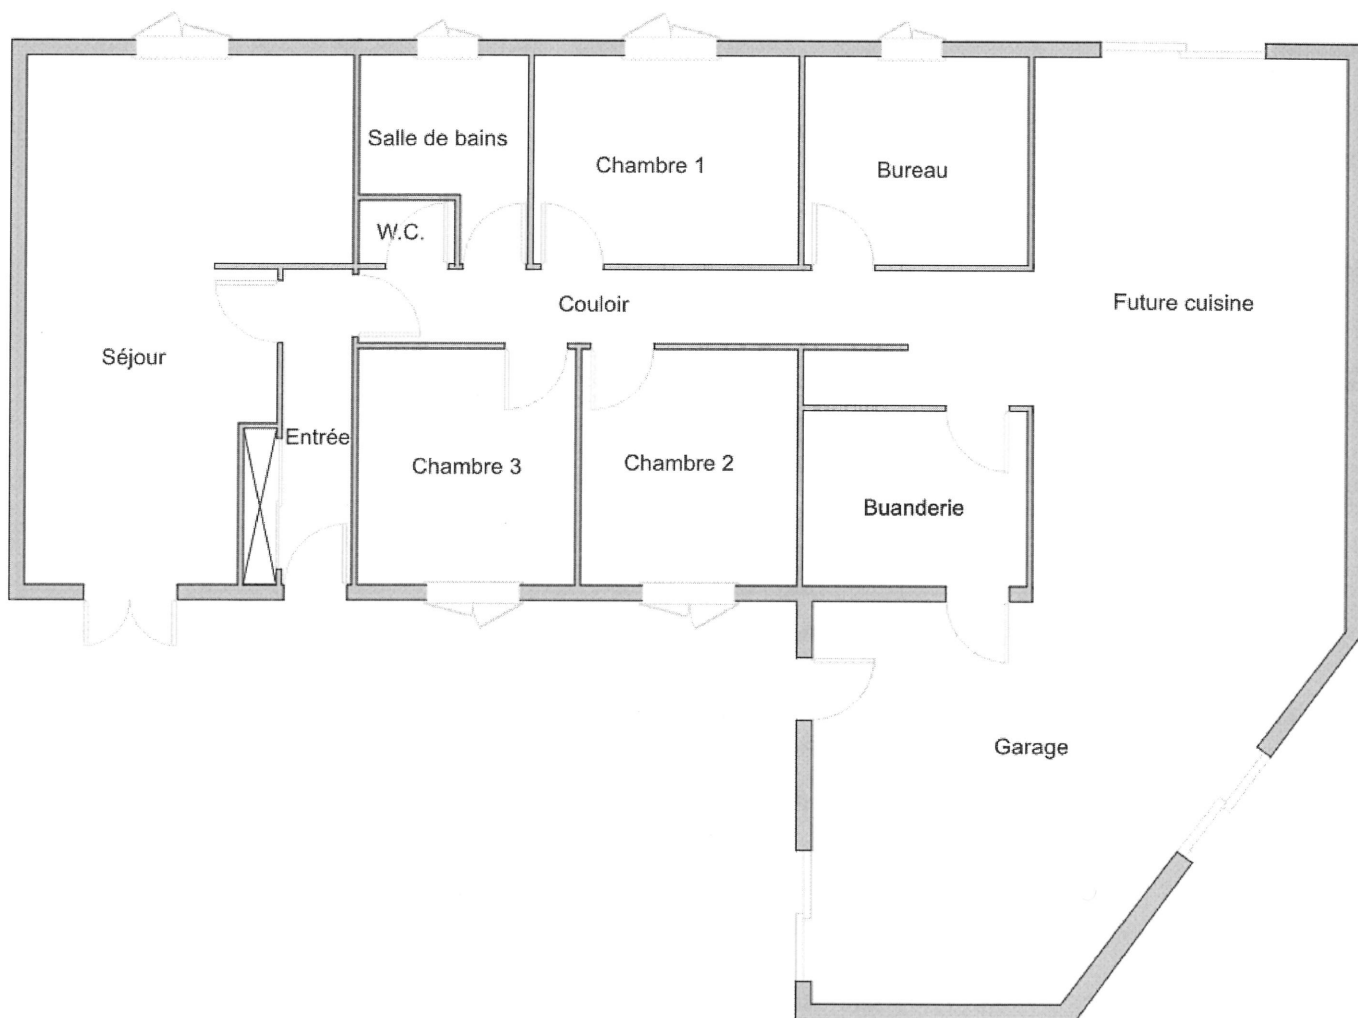 Salle de bains
Chambre 1
Bureau
W.C.
Couloir
Future cuisine
Séjour
Entrée
Chambre 3
Chambre 2
Buanderie
Garage